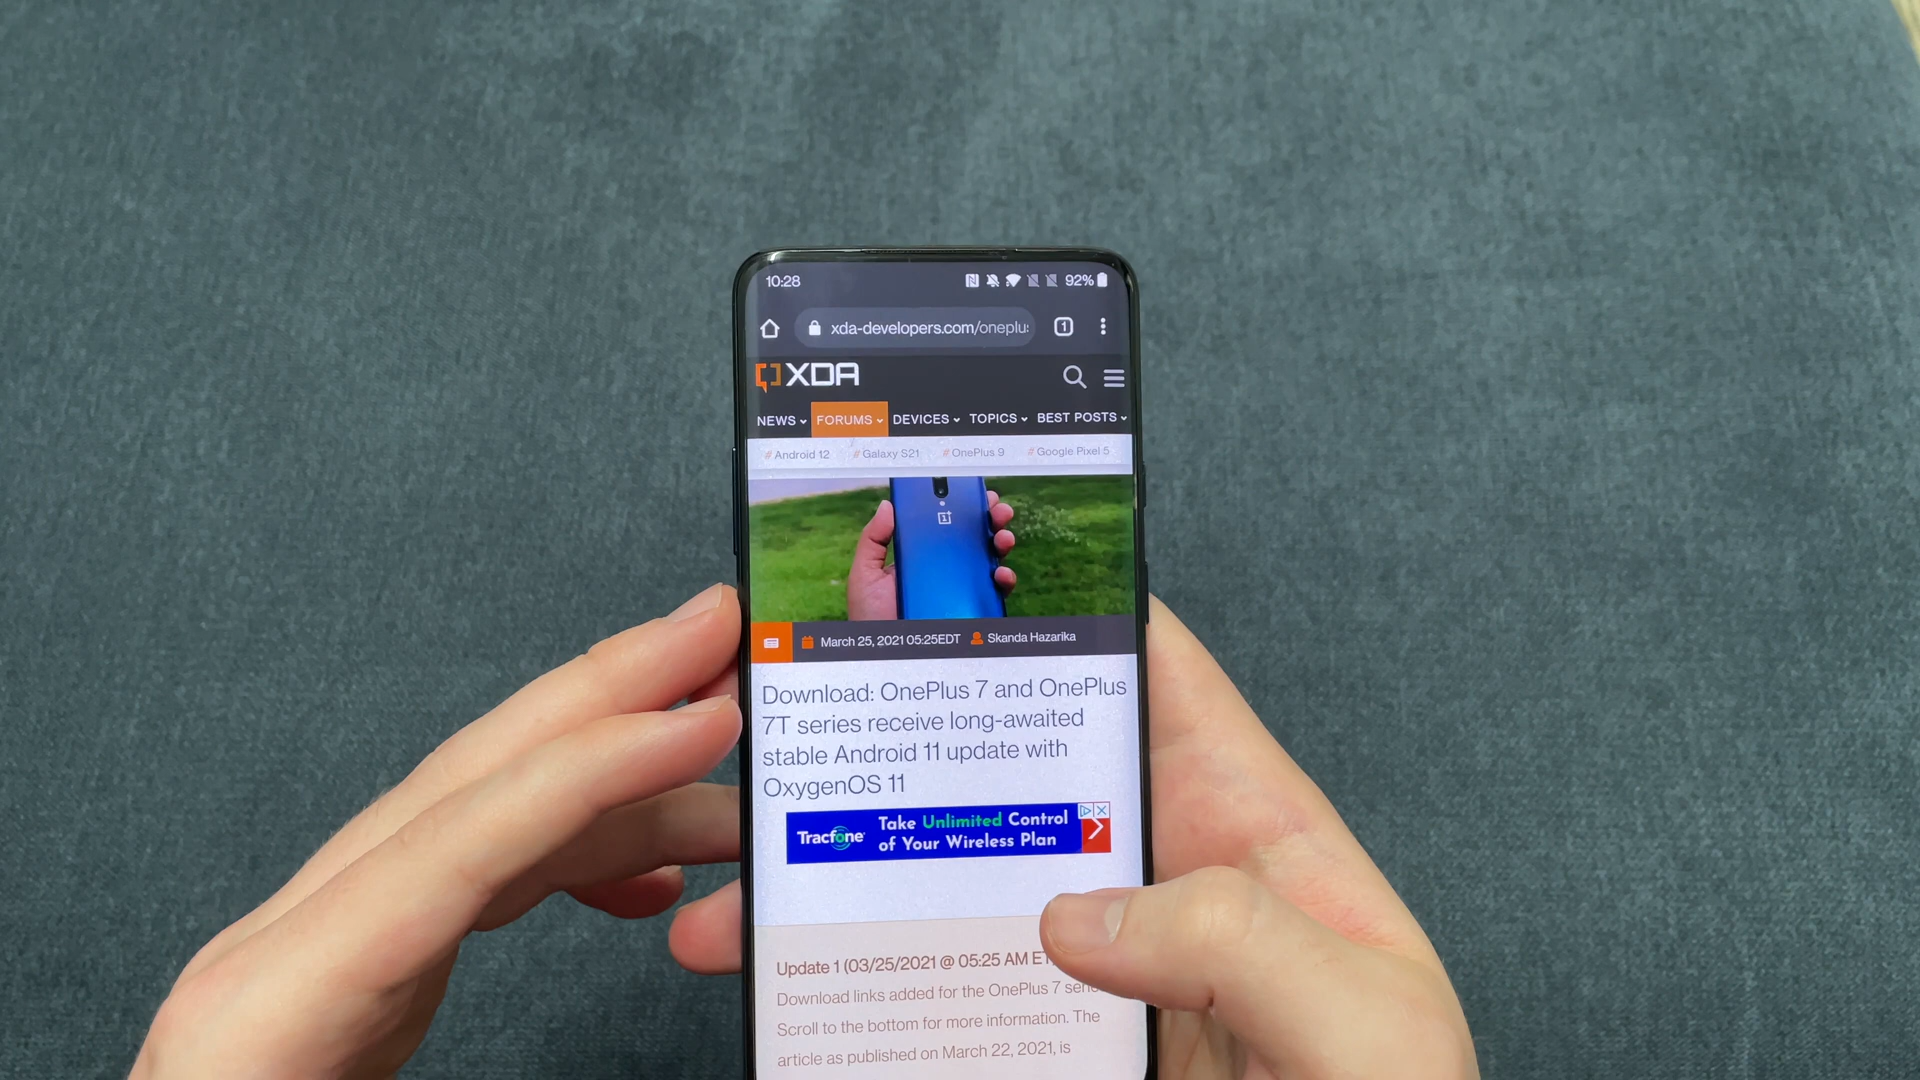 10:28
92%
xda-developers.com/oneplu
1
XDA
NEWS FORUMS DEVICES TOPICS BEST POSTS
#Android 12 #Galaxy S21 #OnePlus 9 #Google Pixel 5
March 25, 2021 05:25EDT Skanda Hazarika
Download: OnePlus 7 and OnePlus
7T series receive long-awaited
stable Android 11 update with
OxygenOS 11
Tracfone
Take Unlimited Control
of Your Wireless Plan
Update 1 (03/25/2021 @ 05:25 AM ET
Download links added for the OnePlus 7
Scroll to the bottom for more information. The
article as published on March 22, 2021, is